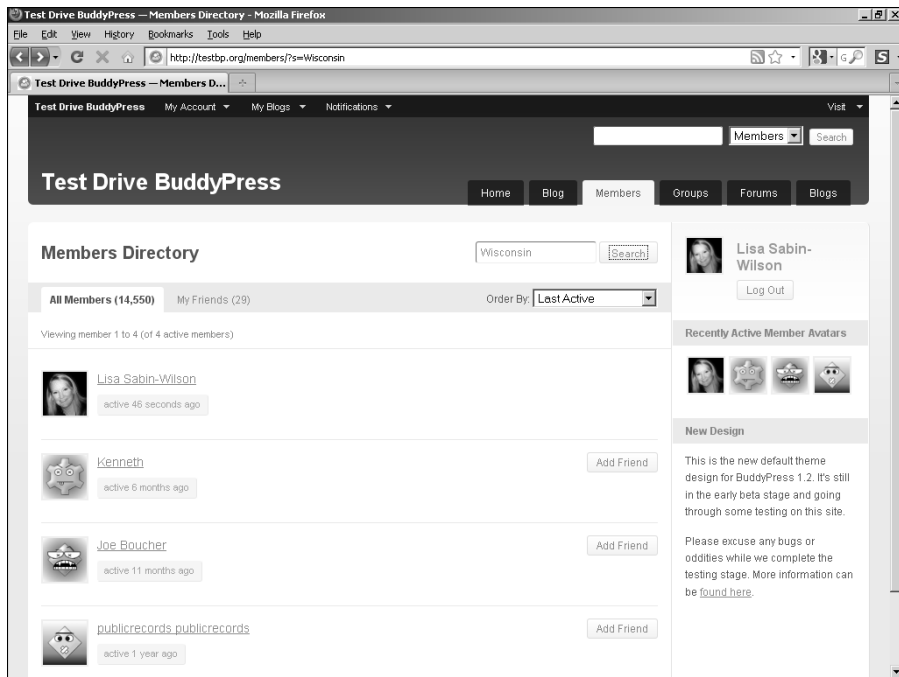 Test Drive BuddyPress — Members Directory - Mozilla Firefox
File Edit View History Bookmarks Tools Help
http://testbp.org/members/?s=Wisconsin
Test Drive BuddyPress — Members D...
Test Drive BuddyPress My Account My Blogs Notifications Visit
Members Search
Test Drive BuddyPress
Home Blog Members Groups Forums Blogs
Members Directory
Wisconsin Search
All Members (14,550) My Friends (29)
Order By: Last Active
Viewing member 1 to 4 (of 4 active members)
Lisa Sabin-Wilson
active 46 seconds ago
Kenneth
active 6 months ago
Add Friend
Joe Boucher
active 11 months ago
Add Friend
publicrecords publicrecords
active 1 year ago
Add Friend
Lisa Sabin-
Wilson
Log Out
Recently Active Member Avatars
New Design
This is the new default theme
design for BuddyPress 1.2. It's still
in the early beta stage and going
through some testing on this site.
Please excuse any bugs or
oddities while we complete the
testing stage. More information can
be found here.